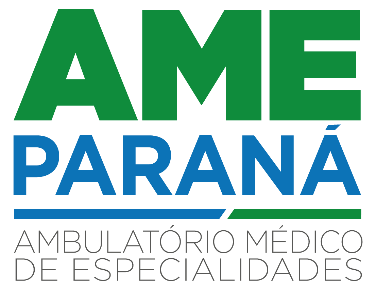 AME
PARANÁ
AMBULATÓRIO MÉDICO
DE ESPECIALIDADES